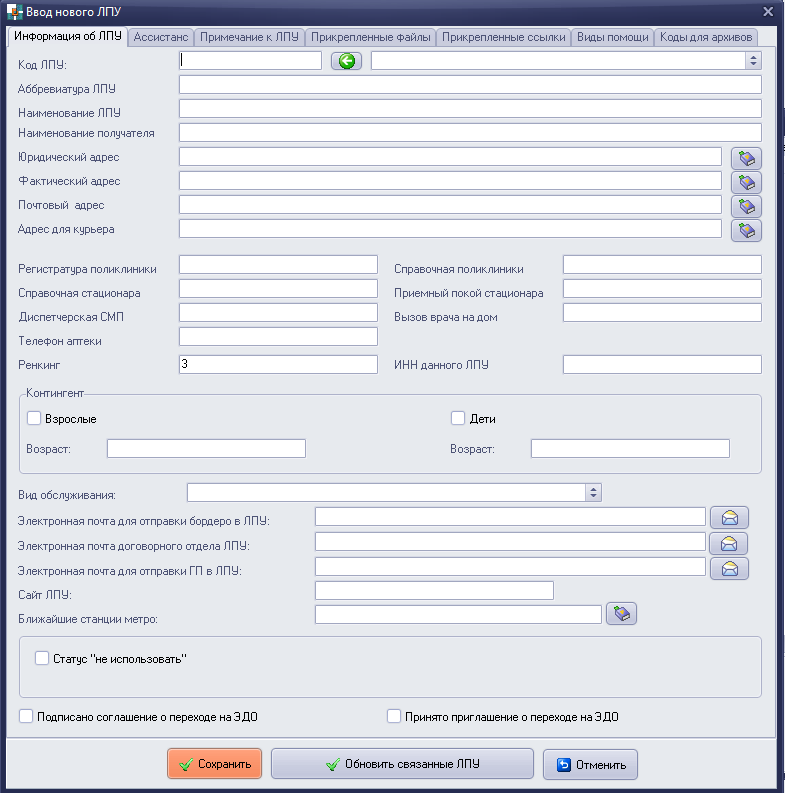 Ввод нового ЛПУ
Информация об ЛПУ Ассистанс Примечание к ЛПУ Прикрепленные файлы Прикрепленные ссылки Виды помощи Коды для архивов
Код ЛПУ:
Аббревиатура ЛПУ
Наименование ЛПУ
Наименование получателя
Юридический адрес
Фактический адрес
Почтовый адрес
Адрес для курьера
Регистратура поликлиники Справочная поликлиники
Справочная стационара Приемный покой стационара
Диспетчерская СМП Вызов врача на дом
Телефон аптеки
Ренкинг 3 ИНН данного ЛПУ
Контингент
Взрослые Дети
Возраст: Возраст:
Вид обслуживания:
Электронная почта для отправки бордеро в ЛПУ:
Электронная почта договорного отдела ЛПУ:
Электронная почта для отправки ГП в ЛПУ:
Сайт ЛПУ:
Ближайшие станции метро:
Статус "не использовать"
Подписано соглашение о переходе на ЭДО Принято приглашение о переходе на ЭДО
Сохранить Обновить связанные ЛПУ Отменить